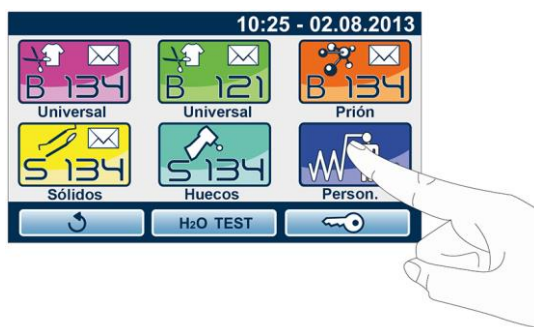 10:25 - 02.08.2013
B 134 B 121 B 134
Universal Universal Prión
S 134 S 134
Sólidos Huecos Person.
H2O TEST